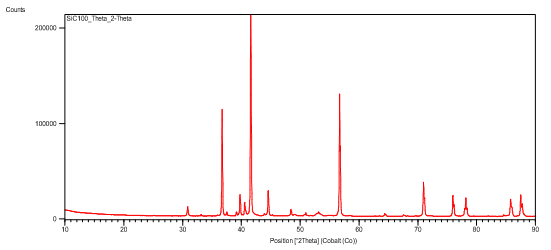 Counts
SiC100_Theta_2-Theta
200000
100000
0
10 20 30 40 50 60 70 80 90
Position [°2Theta] (Cobalt (Co))